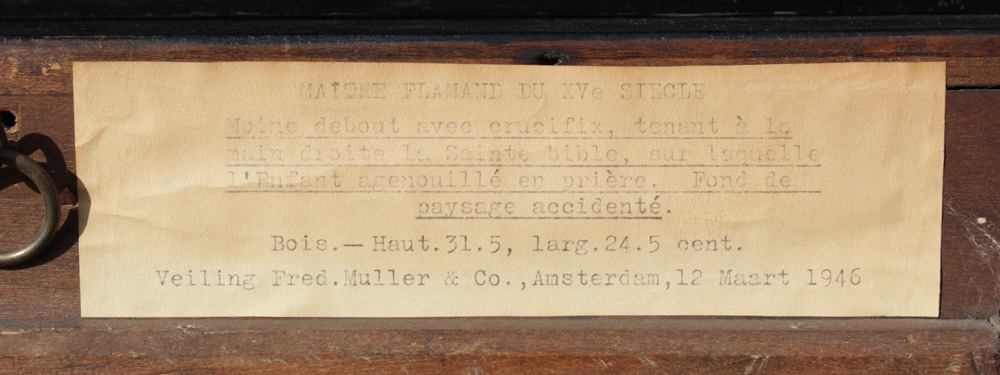 MAÎTRE FLAMAND DU XVe SIECLE
Moine debout avec crucifix, tenant à la
main droite la Sainte bible, sur laquelle
l'Enfant agenouillé en prière. Fond de
paysage accidenté.
Bois.— Haut.31.5, larg.24.5 cent.
Veiling Fred.Muller & Co.,Amsterdam,12 Maart 1946